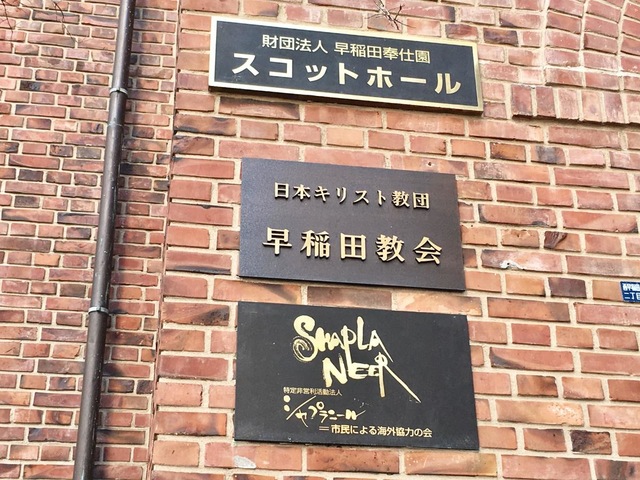 財団法人 早稲田奉仕園
スコットホール
日本キリスト教団
早稲田教会
SHAPLA
NEER
特定非営利活動法人
シャプラニール
=市民による海外協力の会